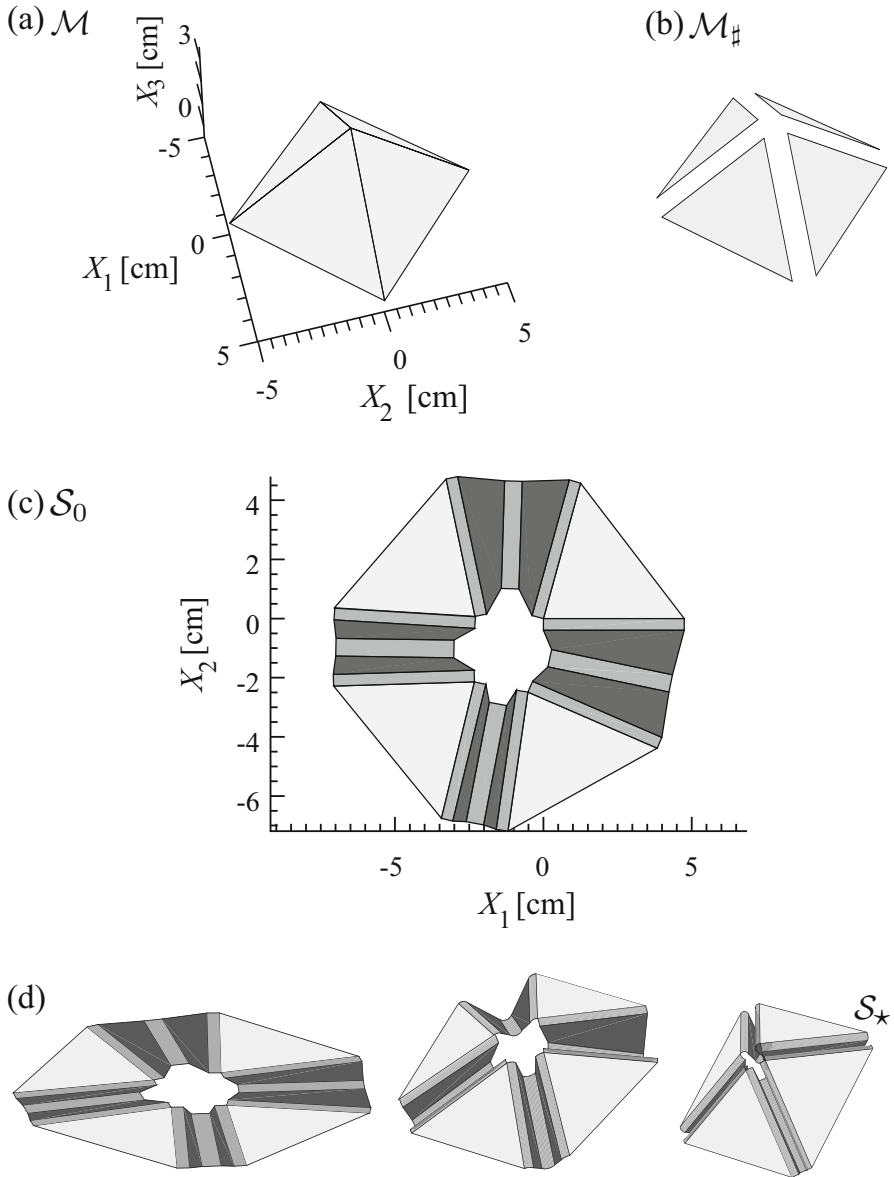 (a) ℳ
(b) ℳ♯
3
X₃ [cm]
0
-5
X₁ [cm]
0
5
-5
0
5
X₂ [cm]
(c) 𝒮₀
4
2
0
-2
-4
-6
X₂ [cm]
-5
0
5
X₁ [cm]
(d)
𝒮⋆